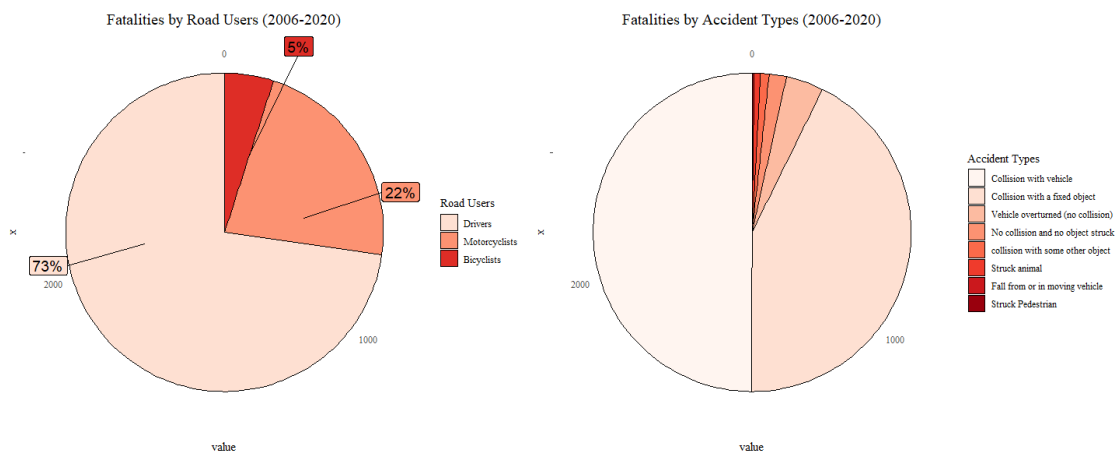 Fatalities by Road Users (2006-2020)
0
5%
22%
73%
2000
1000
-
x
value
Road Users
Drivers
Motorcyclists
Bicyclists
Fatalities by Accident Types (2006-2020)
0
2000
1000
-
x
value
Accident Types
Collision with vehicle
Collision with a fixed object
Vehicle overturned (no collision)
No collision and no object struck
collision with some other object
Struck animal
Fall from or in moving vehicle
Struck Pedestrian